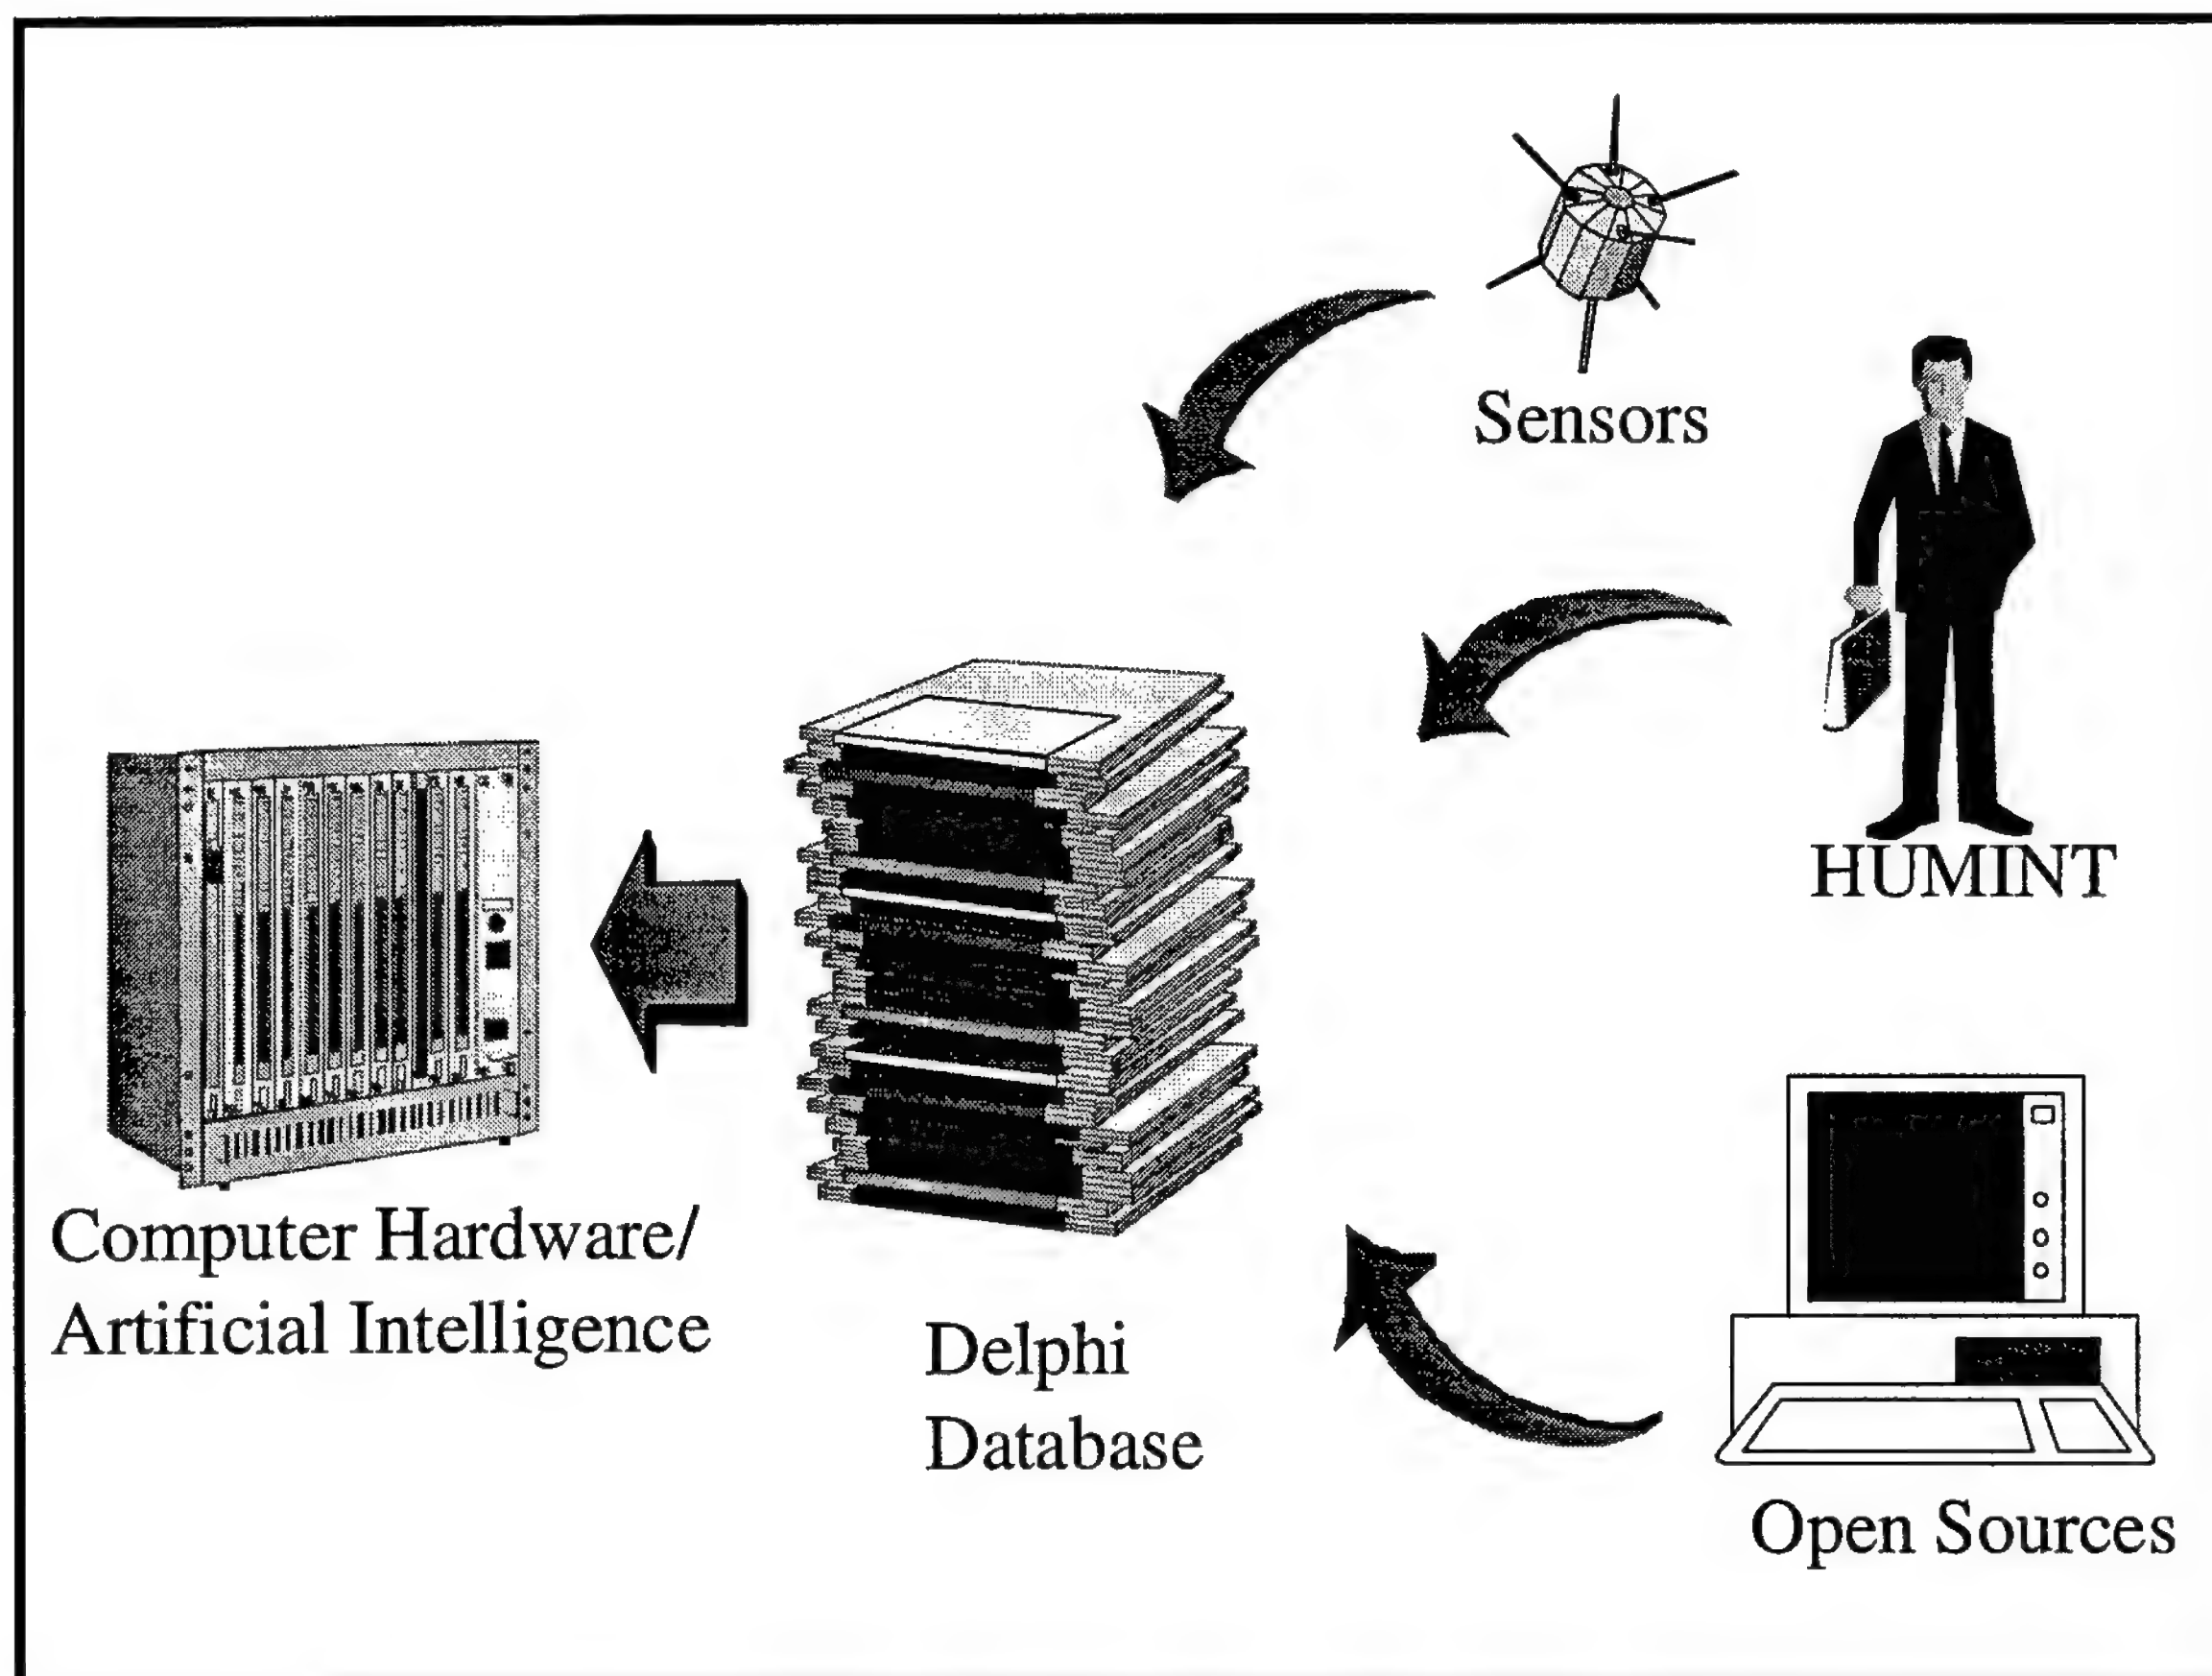 Sensors
HUMINT
Computer Hardware/
Artificial Intelligence
Delphi
Database
Open Sources